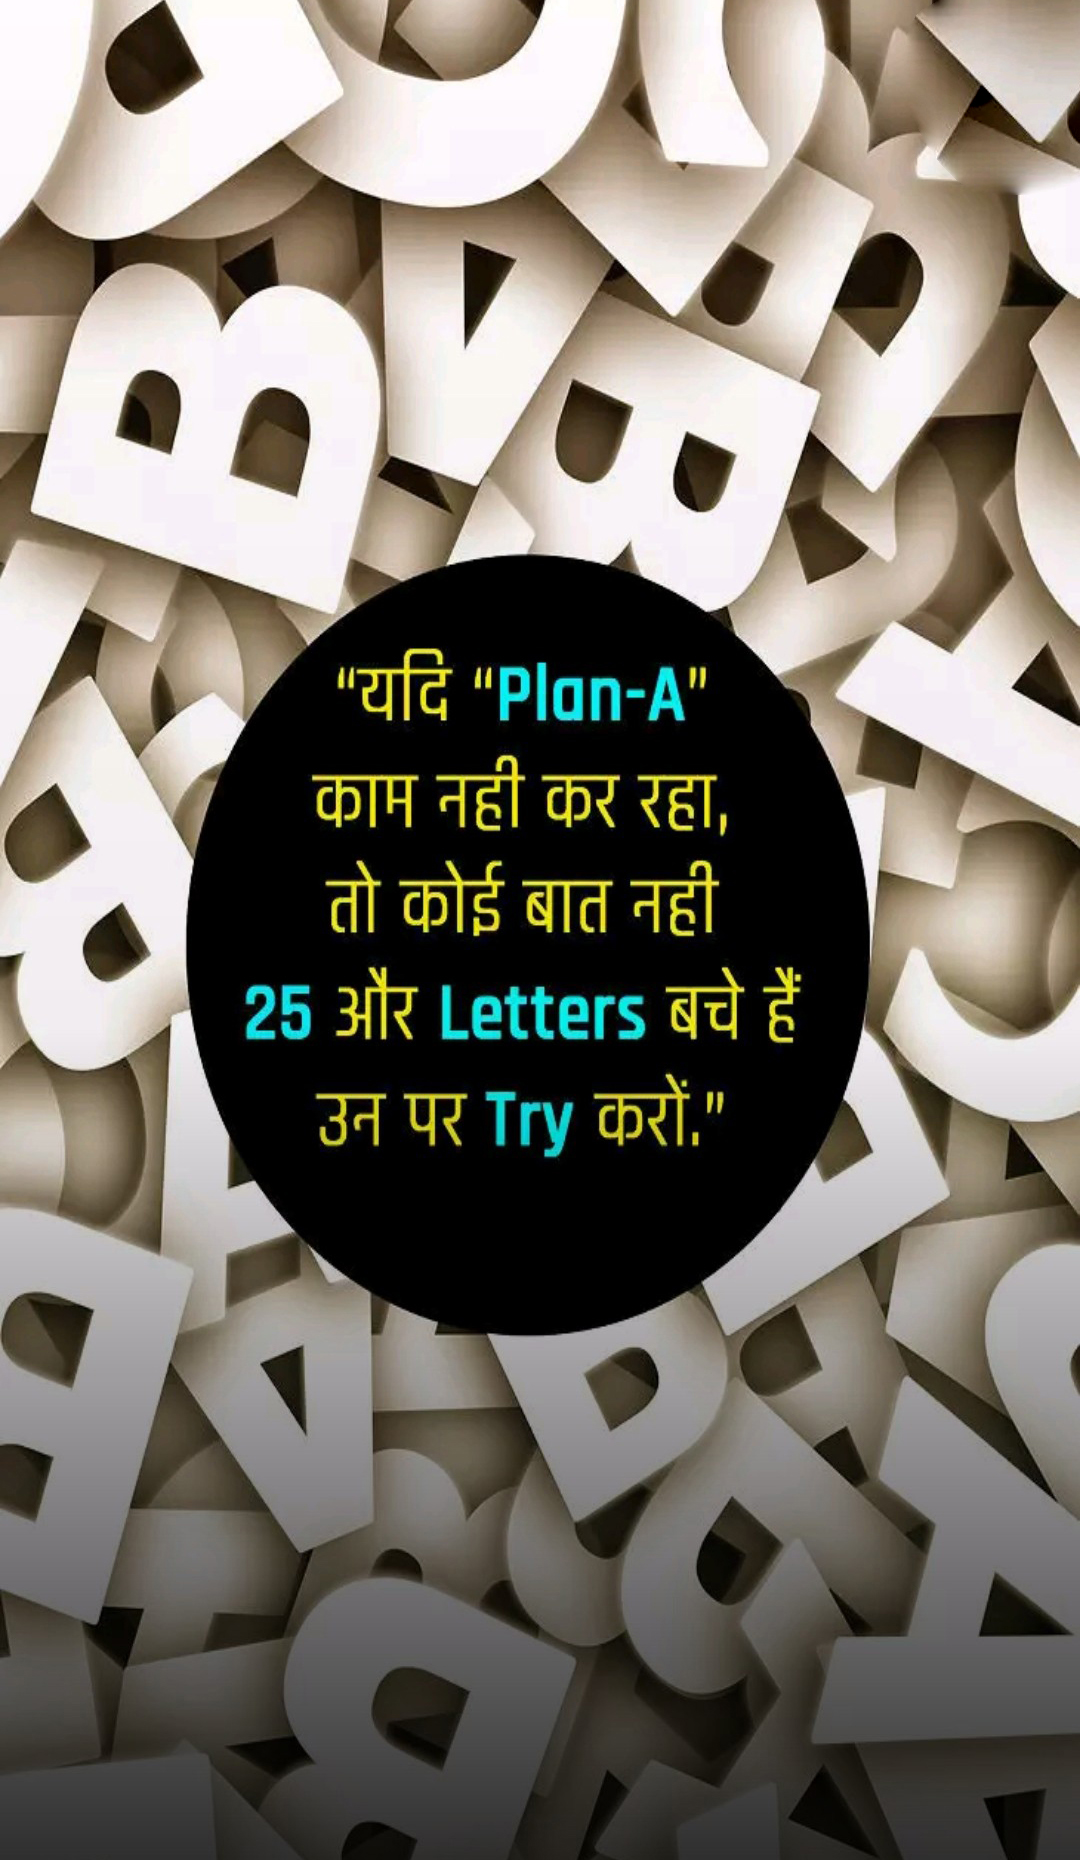 “यदि “Plan-A”
काम नही कर रहा,
तो कोई बात नही
25 और Letters बचे हैं
उन पर Try करों.”